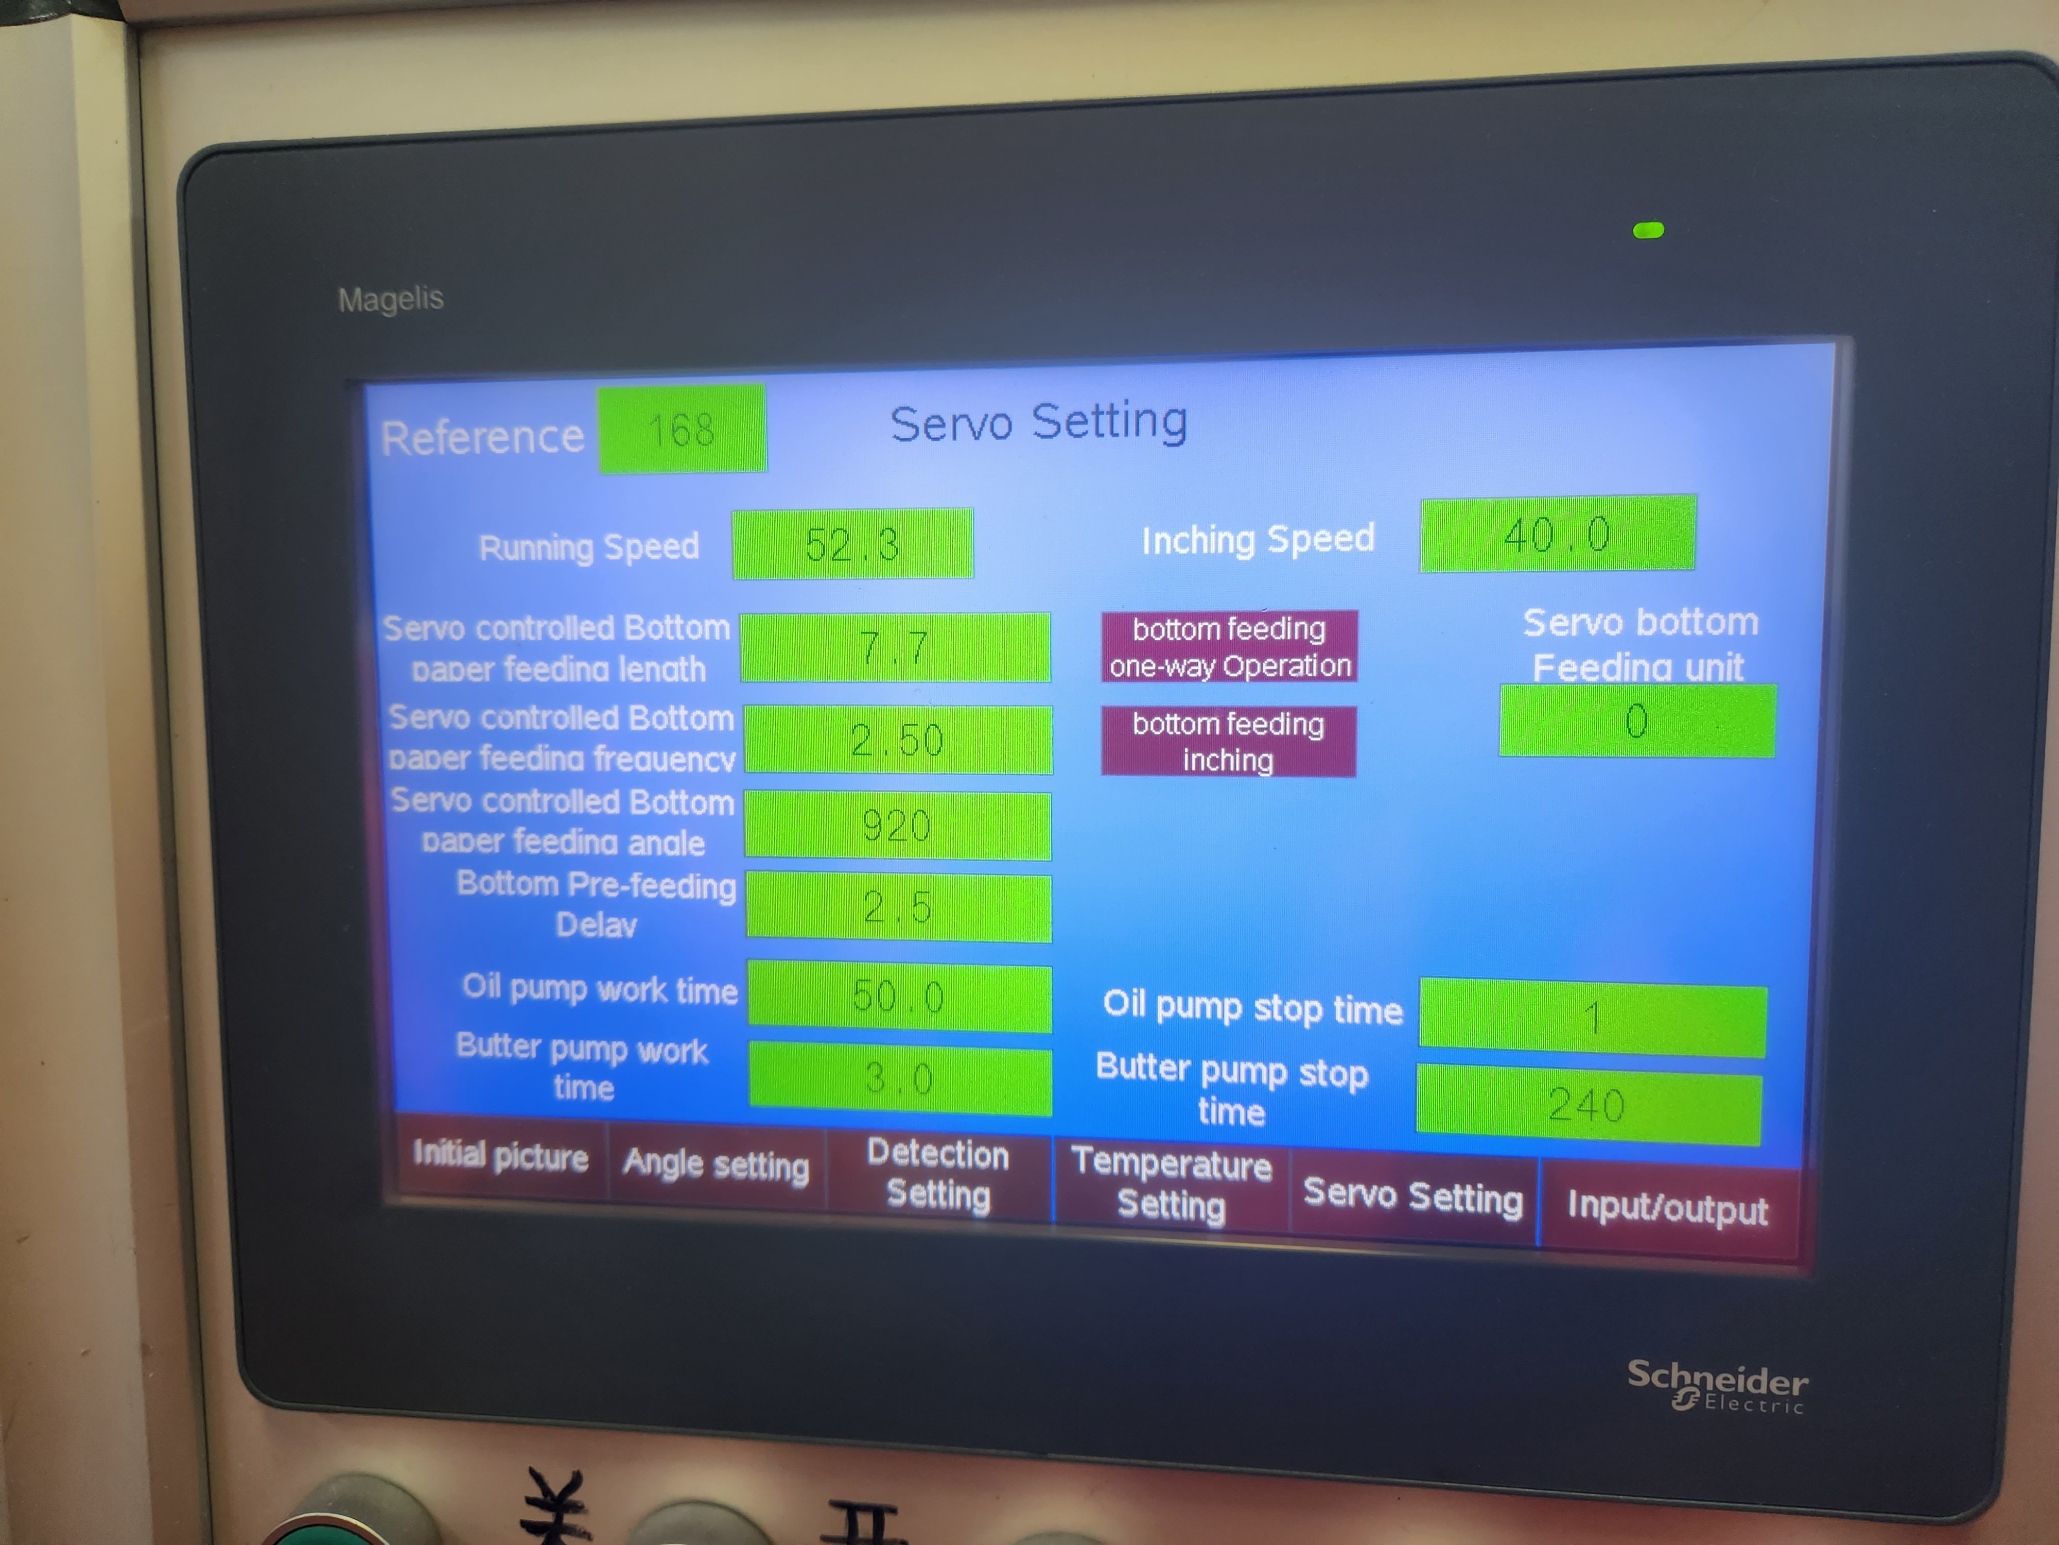 Magelis
Reference 168 Servo Setting
Running Speed 52.3 Inching Speed 40.0
Servo controlled Bottom
paper feeding length
7.7
bottom feeding
one-way Operation
Servo bottom
Feeding unit
0
Servo controlled Bottom
paper feeding frequency
2.50
bottom feeding
inching
Servo controlled Bottom
paper feeding angle
920
Bottom Pre-feeding
Delay
2.5
Oil pump work time 50.0 Oil pump stop time 1
Butter pump work
time
3.0
Butter pump stop
time
240
Initial picture
Angle setting
Detection
Setting
Temperature
Setting
Servo Setting
Input/output
Schneider
Electric
关 开